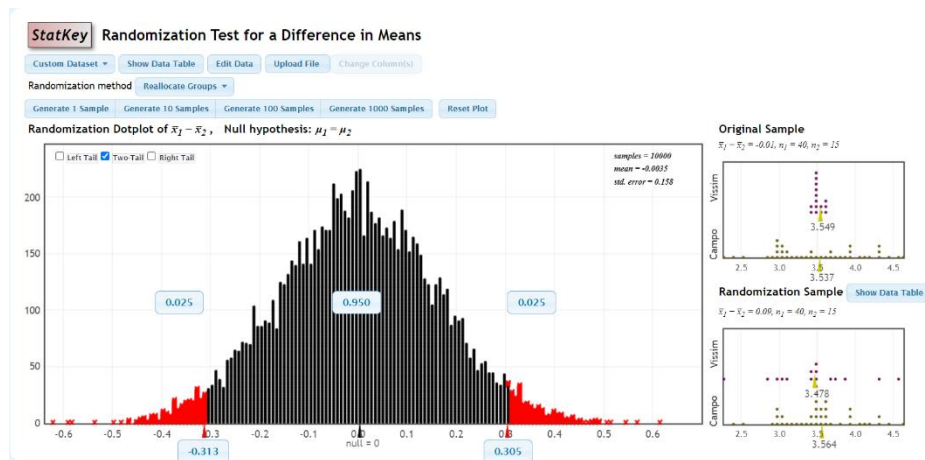 StatKey Randomization Test for a Difference in Means
Custom Dataset Show Data Table Edit Data Upload File Change Column(s)
Randomization method Reallocate Groups
Generate 1 Sample Generate 10 Samples Generate 100 Samples Generate 1000 Samples Reset Plot
Randomization Dotplot of x̄₁ − x̄₂ , Null hypothesis: μ₁ = μ₂
Left Tail Two-Tail Right Tail
samples = 10000
mean = -0.0035
std. error = 0.158
200
150
100
50
0
0.025 0.950 0.025
-0.6 -0.5 -0.4 -0.3 -0.2 -0.1 0.0 0.1 0.2 0.3 0.4 0.5 0.6
null = 0
-0.313 0.305
Original Sample
x̄₁ − x̄₂ = -0.01, n₁ = 40, n₂ = 15
Vissim
3.549
Campo
2.5 3.0 3.5 4.0 4.5
3.537
Randomization Sample Show Data Table
x̄₁ − x̄₂ = 0.09, n₁ = 40, n₂ = 15
Vissim
3.478
Campo
2.5 3.0 3.5 4.0 4.5
3.564